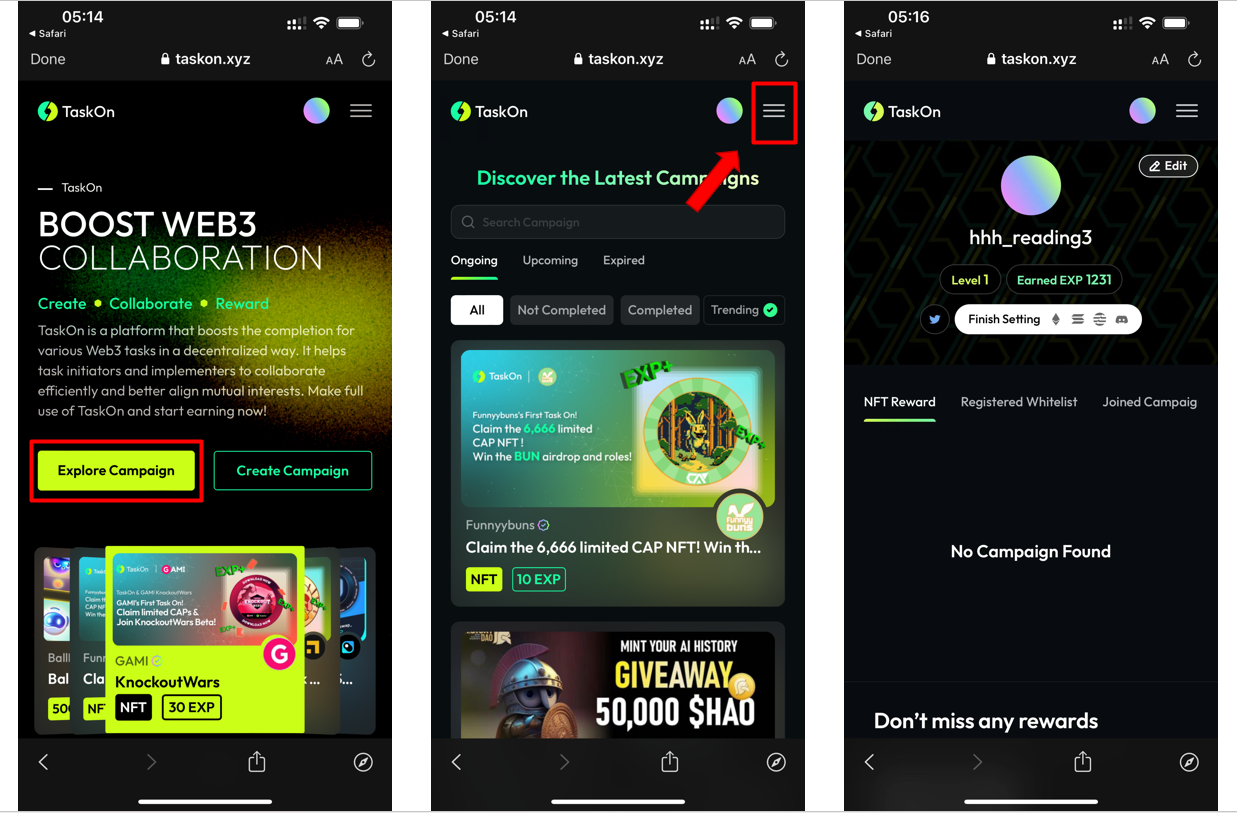 05:14
Safari
Done
taskon.xyz
AA
TaskOn
TaskOn
BOOST WEB3
COLLABORATION
Create • Collaborate • Reward
TaskOn is a platform that boosts the completion for
various Web3 tasks in a decentralized way. It helps
task initiators and implementers to collaborate
efficiently and better align mutual interests. Make full
use of TaskOn and start earning now!
Explore Campaign
Create Campaign
TaskOn | GAMI
TaskOn & GAMI KnockoutWars
GAMI's First Task On!
Claim limited CAPs &
Join KnockoutWars Beta!
EXP+
GAMI
KnockoutWars
NFT
30 EXP
05:14
Safari
Done
taskon.xyz
AA
TaskOn
Discover the Latest Campaigns
Search Campaign
Ongoing
Upcoming
Expired
All
Not Completed
Completed
Trending
TaskOn
Funnyybuns's First Task On!
Claim the 6,666 limited
CAP NFT !
Win the BUN airdrop and roles!
EXP+
EXP+
CAP
Funnyy
buns
Funnyybuns
Claim the 6,666 limited CAP NFT! Win th...
NFT
10 EXP
MINT YOUR AI HISTORY
GIVEAWAY
50,000 $HAO
05:16
Safari
Done
taskon.xyz
AA
TaskOn
Edit
hhh_reading3
Level 1
Earned EXP 1231
Finish Setting
NFT Reward
Registered Whitelist
Joined Campaig
No Campaign Found
Don't miss any rewards